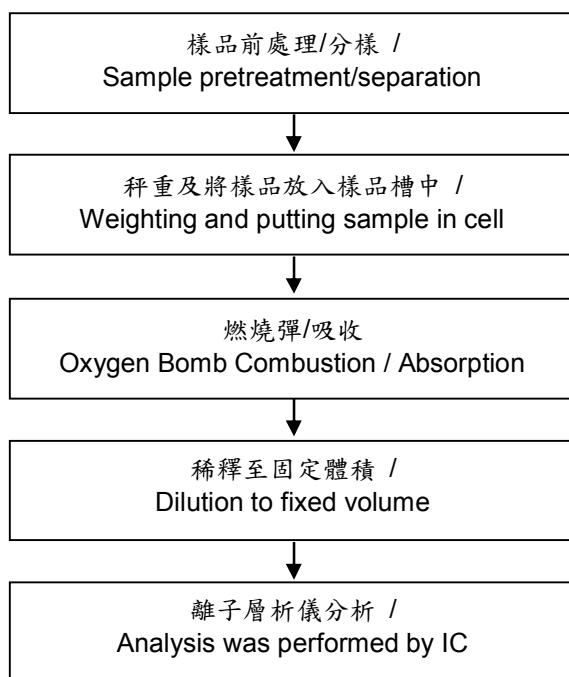 樣品前處理/分樣 /
Sample pretreatment/separation
秤重及將樣品放入樣品槽中 /
Weighting and putting sample in cell
燃燒彈/吸收
Oxygen Bomb Combustion / Absorption
稀釋至固定體積 /
Dilution to fixed volume
離子層析儀分析 /
Analysis was performed by IC